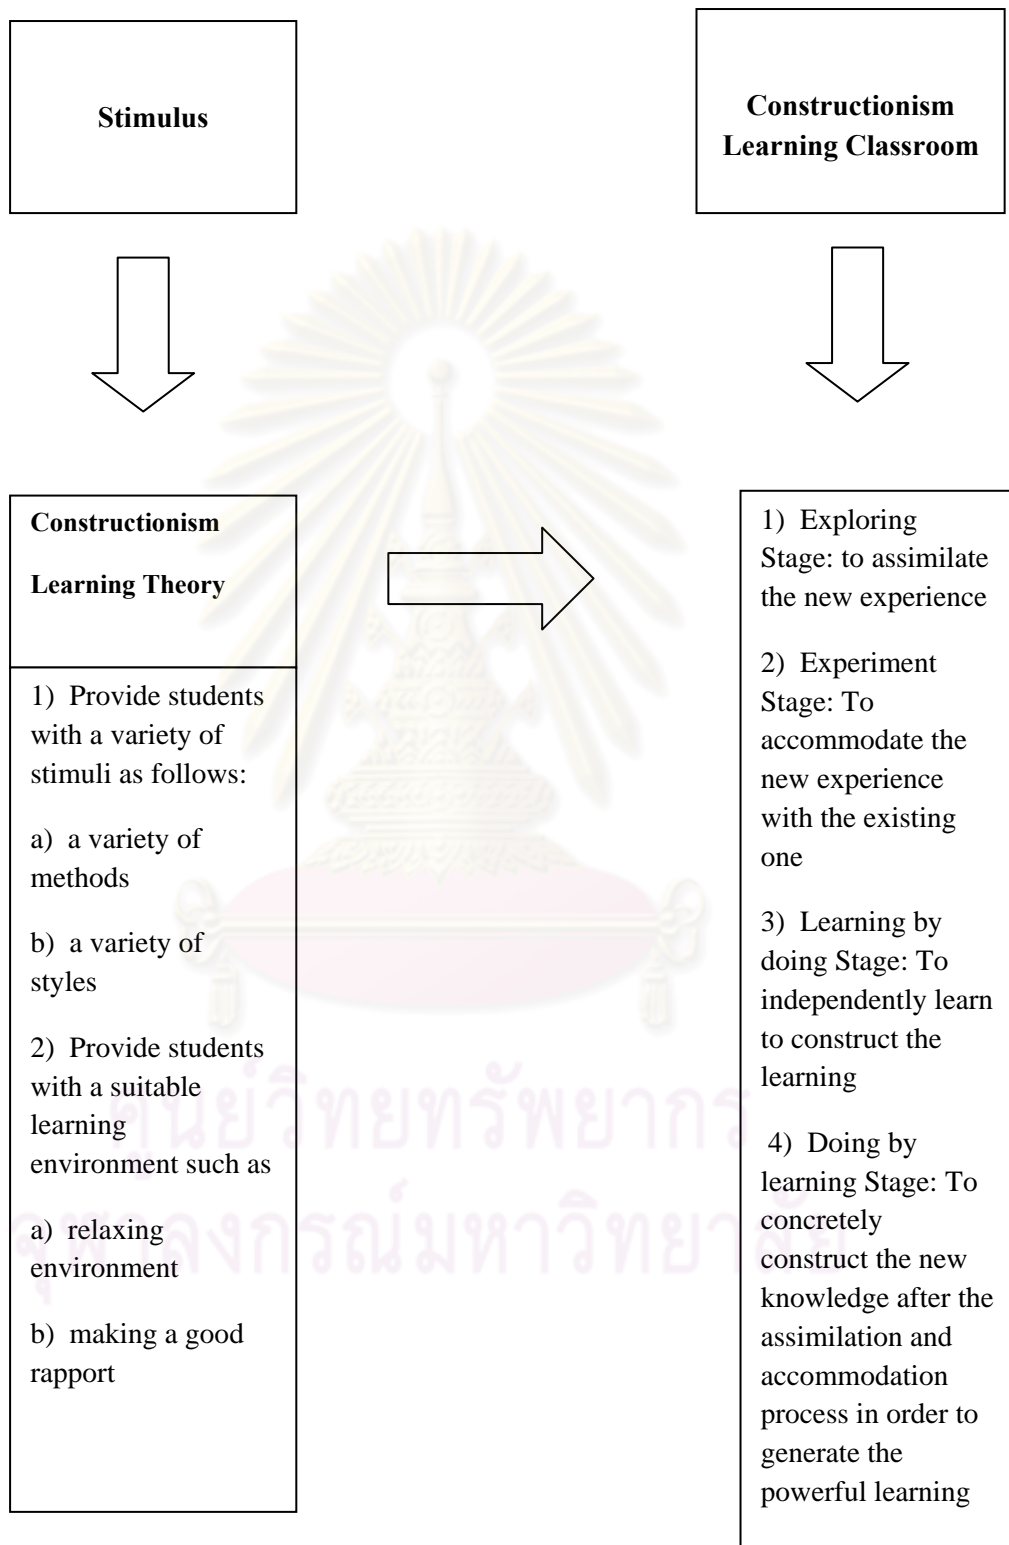 Stimulus
Constructionism
Learning Classroom
Constructionism
Learning Theory
1) Provide students
with a variety of
stimuli as follows:
a) a variety of
methods
b) a variety of
styles
2) Provide students
with a suitable
learning
environment such as
a) relaxing
environment
b) making a good
rapport
1) Exploring
Stage: to assimilate
the new experience
2) Experiment
Stage: To
accommodate the
new experience
with the existing
one
3) Learning by
doing Stage: To
independently learn
to construct the
learning
4) Doing by
learning Stage: To
concretely
construct the new
knowledge after the
assimilation and
accommodation
process in order to
generate the
powerful learning
ศูนย์วิทยทรัพยากร
จุฬาลงกรณ์มหาวิทยาลัย